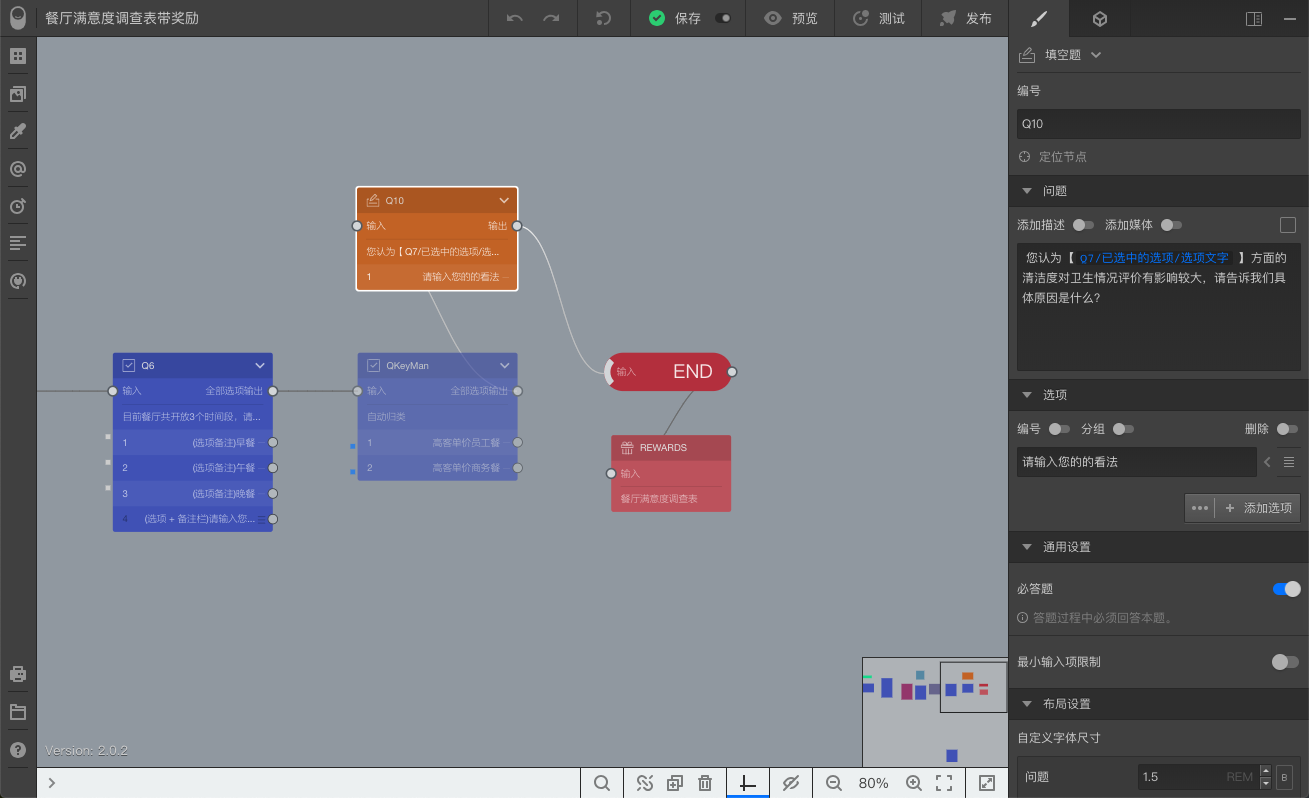 餐厅满意度调查表带奖励
保存
预览
测试
发布
填空题
编号
Q10
定位节点
问题
添加描述
添加媒体
您认为【 Q7/已选中的选项/选项文字 】方面的
清洁度对卫生情况评价有影响较大，请告诉我们具
体原因是什么？
选项
编号
分组
删除
请输入您的的看法
添加选项
通用设置
必答题
答题过程中必须回答本题。
最小输入项限制
布局设置
自定义字体尺寸
问题
1.5
REM
B
Q10
输入
输出
您认为【 Q7/已选中的选项/选...
1
请输入您的的看法
Q6
输入
全部选项输出
目前餐厅共开放3个时间段，请...
1
(选项备注)早餐
2
(选项备注)午餐
3
(选项备注)晚餐
4
(选项 + 备注栏)请输入您...
QKeyMan
输入
全部选项输出
自动归类
1
高客单价员工餐
2
高客单价商务餐
输入
END
REWARDS
输入
餐厅满意度调查表
Version: 2.0.2
80%